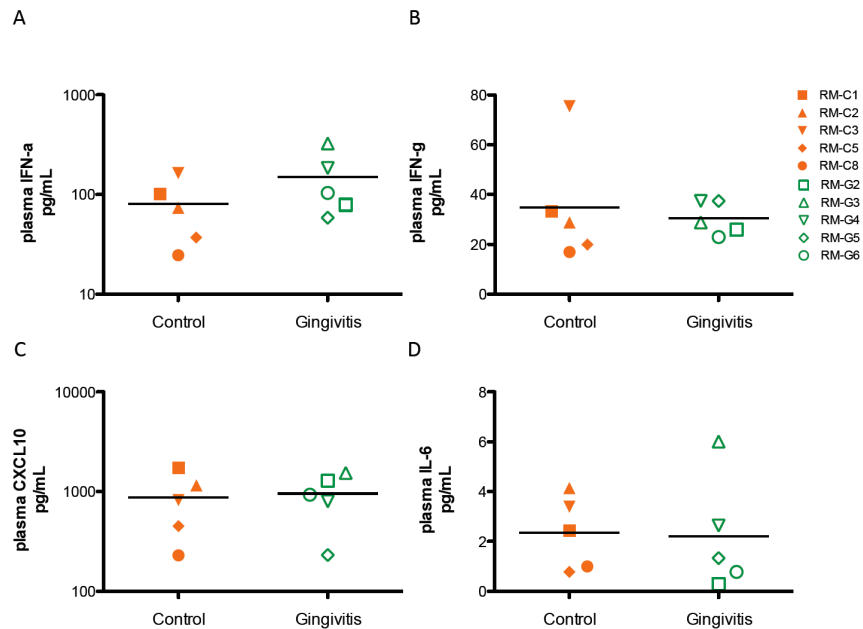 A
B
plasma IFN-a
pg/mL
1000
100
10
Control
Gingivitis
plasma IFN-g
pg/mL
80
60
40
20
0
Control
Gingivitis
RM-C1
RM-C2
RM-C3
RM-C5
RM-C8
RM-G2
RM-G3
RM-G4
RM-G5
RM-G6
C
D
plasma CXCL10
pg/mL
10000
1000
100
Control
Gingivitis
plasma IL-6
pg/mL
8
6
4
2
0
Control
Gingivitis